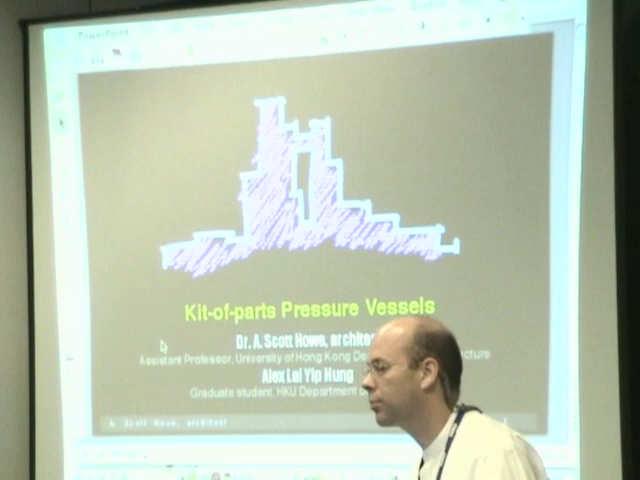 PowerPoint
Kit-of-parts Pressure Vessels
Dr. A. Scott Howe, architect
Assistant Professor, University of Hong Kong
Alex Lai Yip Hung
Graduate student, HKU Department
A. Scott Howe, architect